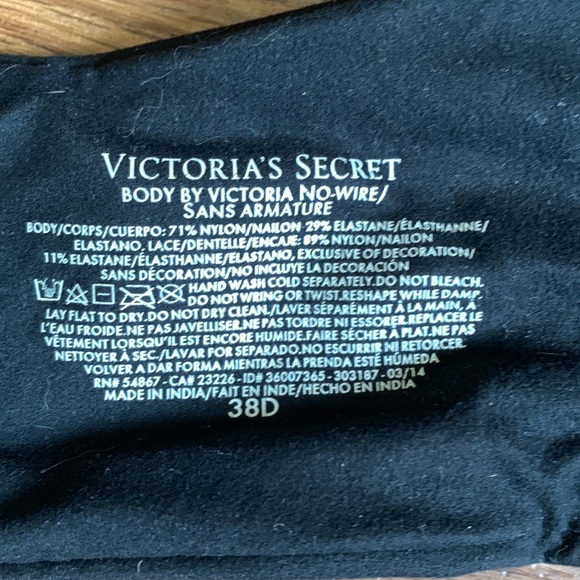 VICTORIA'S SECRET
BODY BY VICTORIA NO-WIRE/
SANS ARMATURE
BODY/CORPS/CUERPO: 71% NYLON/NAILON 29% ELASTANE/ÉLASTHANNE/
ELASTANO, LACE/DENTELLE/ENCAJE: 89% NYLON/NAILON
11% ELASTANE/ÉLASTHANNE/ELASTANO, EXCLUSIVE OF DECORATION/
SANS DÉCORATION/NO INCLUYE LA DECORACIÓN
HAND WASH COLD SEPARATELY.DO NOT BLEACH.
DO NOT WRING OR TWIST.RESHAPE WHILE DAMP.
LAY FLAT TO DRY.DO NOT DRY CLEAN./LAVER SÉPARÉMENT À LA MAIN, À
L'EAU FROIDE.NE PAS JAVELLISER.NE PAS TORDRE NI ESSORER.REPLACER LE
VÊTEMENT LORSQU'IL EST ENCORE HUMIDE.FAIRE SÉCHER À PLAT.NE PAS
NETTOYER À SEC./LAVAR POR SEPARADO.NO ESCURRIR NI RETORCER.
VOLVER A DAR FORMA MIENTRAS LA PRENDA ESTÉ HÚMEDA
RN# 54867 - CA# 23226 - ID# 36007365 - 303187 - 03/14
MADE IN INDIA/FAIT EN INDE/HECHO EN INDIA
38D